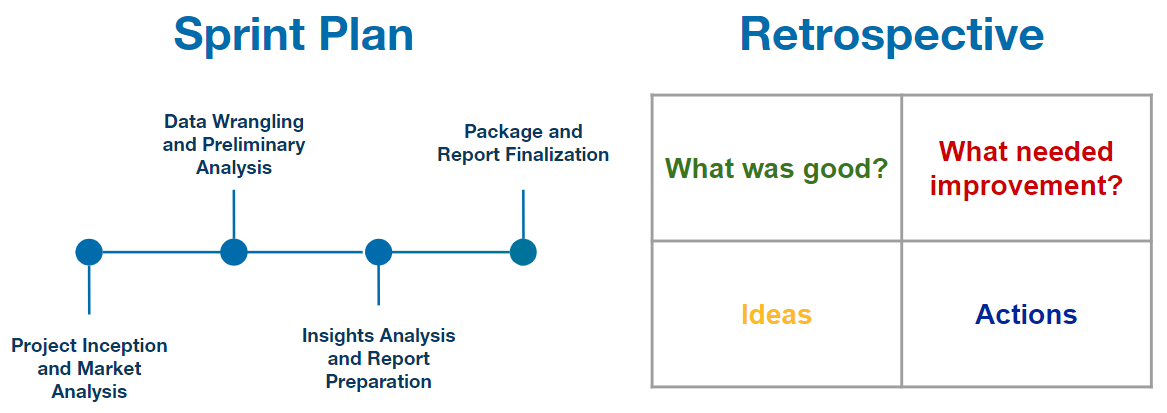 Sprint Plan
Data Wrangling
and Preliminary
Analysis
Package and
Report Finalization
Project Inception
and Market
Analysis
Insights Analysis
and Report
Preparation
Retrospective
What was good?
What needed
improvement?
Ideas
Actions